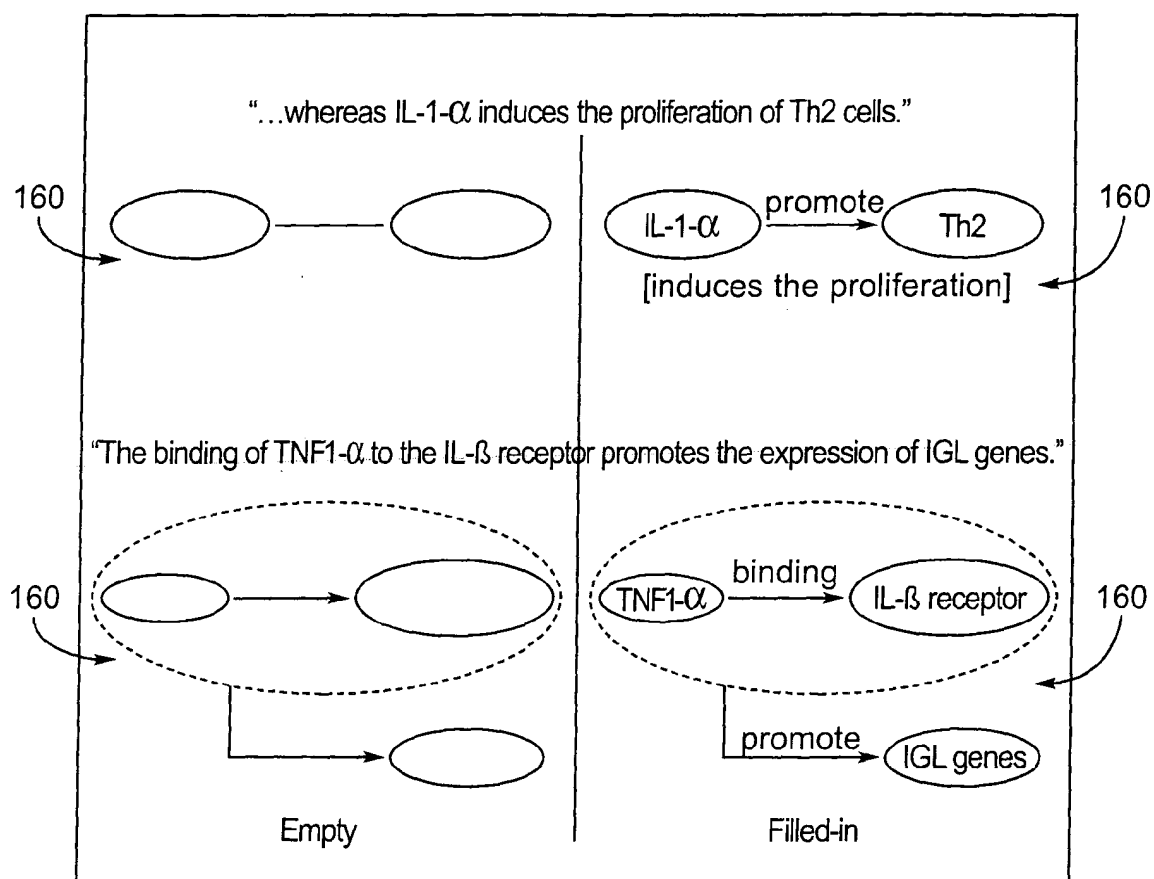 “...whereas IL-1-α induces the proliferation of Th2 cells.”
160
160
promote
IL-1-α
Th2
[induces the proliferation]
“The binding of TNF1-α to the IL-ß receptor promotes the expression of IGL genes.”
160
160
binding
TNF1-α
IL-ß receptor
promote
IGL genes
Empty
Filled-in